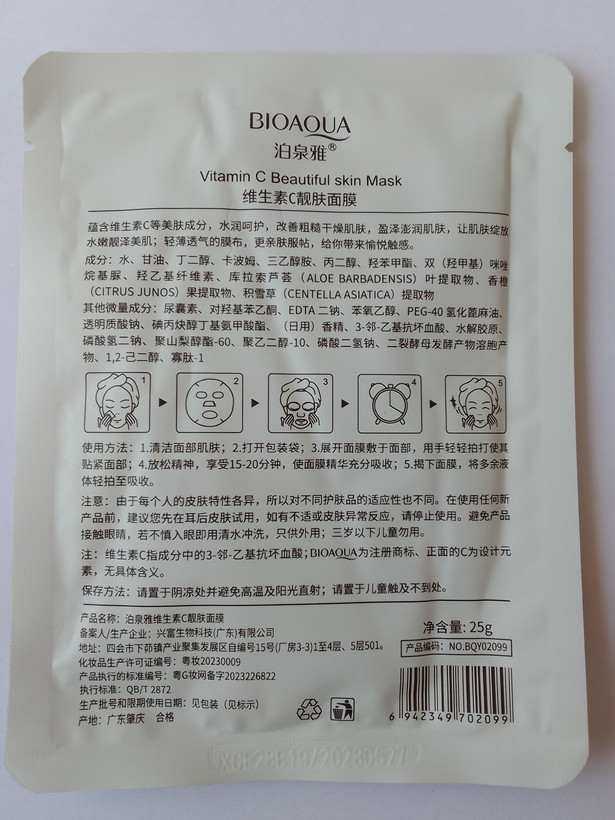 BIOAQUA
泊泉雅®
Vitamin C Beautiful skin Mask
维生素C靓肤面膜
蕴含维生素C等美肤成分，水润呵护，改善粗糙干燥肌肤，盈泽澎润肌肤，让肌肤绽放
水嫩靓泽美肌；轻薄透气的膜布，更亲肤服帖，给你带来愉悦触感。
成分：水、甘油、丁二醇、卡波姆、三乙醇胺、丙二醇、羟苯甲酯、双（羟甲基）咪唑
烷基脲、羟乙基纤维素、库拉索芦荟（ALOE BARBADENSIS）叶提取物、香橙
（CITRUS JUNOS）果提取物、积雪草（CENTELLA ASIATICA）提取物
其他微量成分：尿囊素、对羟基苯乙酮、EDTA 二钠、苯氧乙醇、PEG-40 氢化蓖麻油、
透明质酸钠、碘丙炔醇丁基氨甲酸酯、（日用）香精、3-邻-乙基抗坏血酸、水解胶原、
磷酸氢二钠、聚山梨醇酯-60、聚乙二醇-10、磷酸二氢钠、二裂酵母发酵产物溶胞产
物、1,2-己二醇、寡肽-1
1 2 3 4 5
使用方法：1.清洁面部肌肤；2.打开包装袋；3.展开面膜敷于面部，用手轻轻拍打使其
贴紧面部；4.放松精神，享受15-20分钟，使面膜精华充分吸收；5.揭下面膜，将多余液
体轻拍至吸收。
注意：由于每个人的皮肤特性各异，所以对不同护肤品的适应性也不同。在使用任何新
产品前，建议您先在耳后皮肤试用，如有不适或皮肤异常反应，请停止使用。避免产品
接触眼睛，若不慎入眼即用清水冲洗，只供外用；三岁以下儿童勿用。
注：维生素C指成分中的3-邻-乙基抗坏血酸；BIOAQUA为注册商标、正面的C为设计元
素，无具体含义。
保存方法：请置于阴凉处并避免高温及阳光直射；请置于儿童触及不到处。
产品名称：泊泉雅维生素C靓肤面膜
备案人/生产企业：兴富生物科技(广东)有限公司
地址：四会市下茆镇产业聚集发展区自编号15号(厂房3-3)1至4层、5层501。
化妆品生产许可证编号：粤妆20230009
产品执行的标准编号：粤G妆网备字2023226822
执行标准：QB/T 2872
生产批号和限期使用日期：见包装（见标示）
产地：广东肇庆 合格
净含量: 25g
产品编码：NO.BQY02099
6 942349 702099
20280527